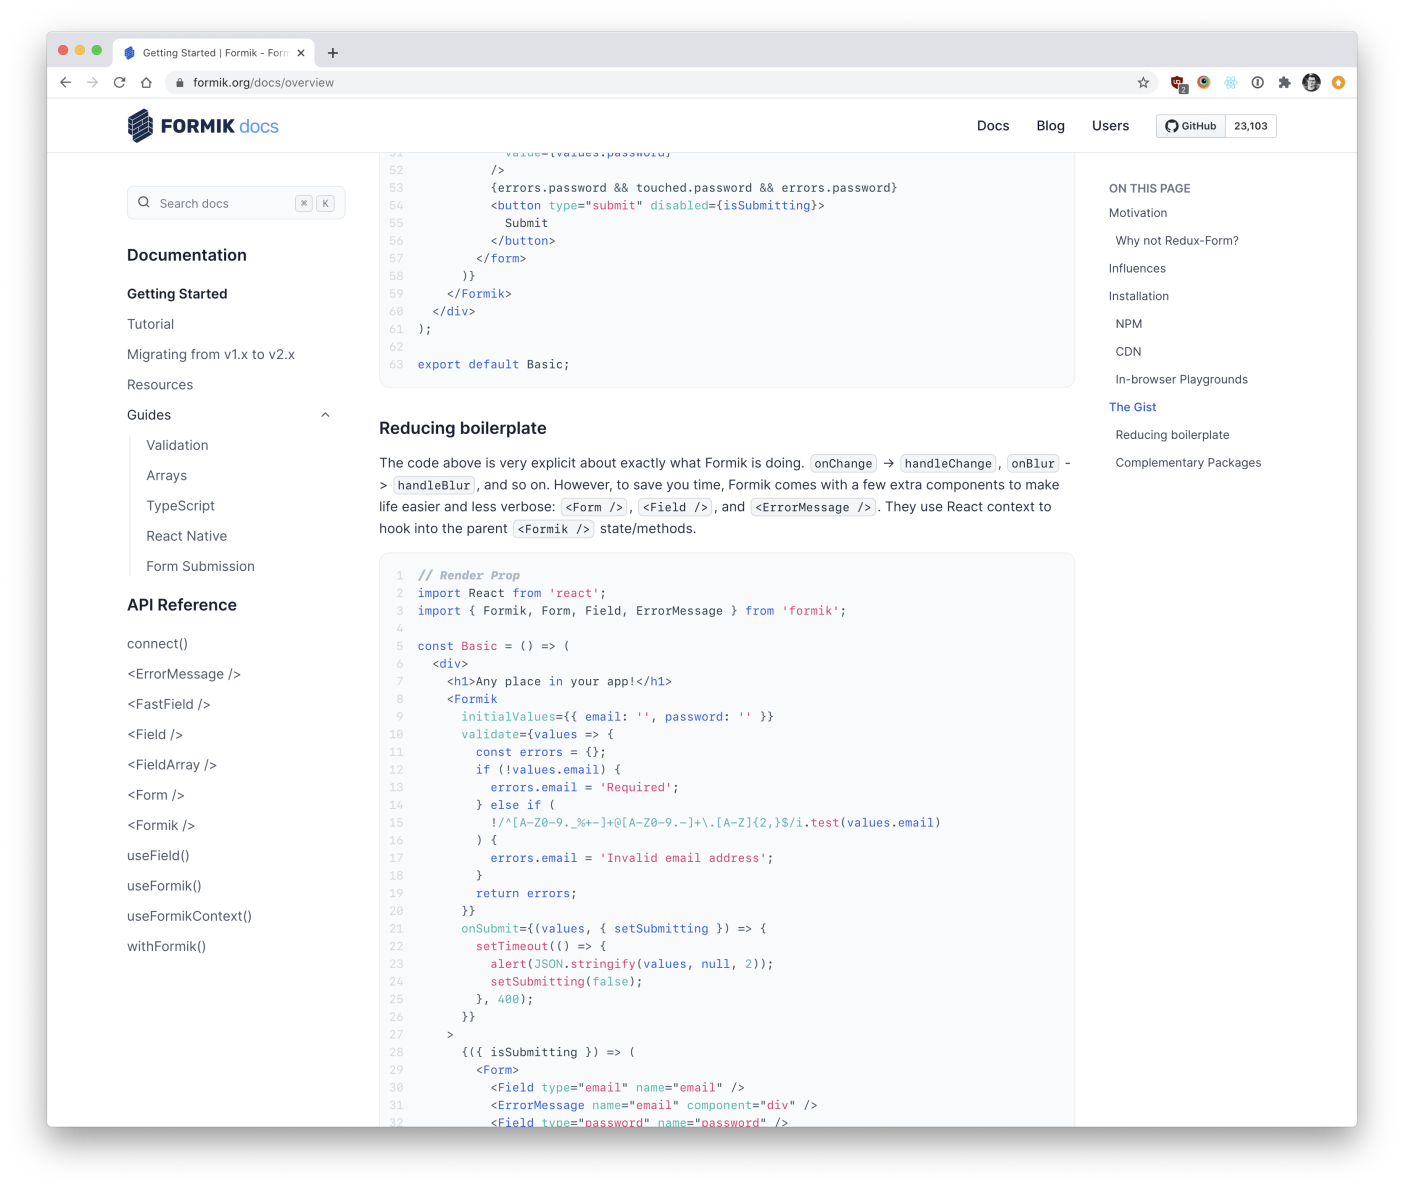 Getting Started | Formik - Form
formik.org/docs/overview
2
FORMIK docs
Docs
Blog
Users
GitHub
23,103
Search docs
⌘
K
Documentation
Getting Started
Tutorial
Migrating from v1.x to v2.x
Resources
Guides
Validation
Arrays
TypeScript
React Native
Form Submission
API Reference
connect()
<ErrorMessage />
<FastField />
<Field />
<FieldArray />
<Form />
<Formik />
useField()
useFormik()
useFormikContext()
withFormik()
51 value={values.password}
52 />
53 {errors.password && touched.password && errors.password}
54 <button type="submit" disabled={isSubmitting}>
55 Submit
56 </button>
57 </form>
58 )}
59 </Formik>
60 </div>
61 );
62
63 export default Basic;
Reducing boilerplate
The code above is very explicit about exactly what Formik is doing. onChange -> handleChange, onBlur -
> handleBlur, and so on. However, to save you time, Formik comes with a few extra components to make
life easier and less verbose: <Form />, <Field />, and <ErrorMessage />. They use React context to
hook into the parent <Formik /> state/methods.
1 // Render Prop
2 import React from 'react';
3 import { Formik, Form, Field, ErrorMessage } from 'formik';
4
5 const Basic = () => (
6 <div>
7 <h1>Any place in your app!</h1>
8 <Formik
9 initialValues={{ email: '', password: '' }}
10 validate={values => {
11 const errors = {};
12 if (!values.email) {
13 errors.email = 'Required';
14 } else if (
15 !/^[A-Z0-9._%+-]+@[A-Z0-9.-]+\.[A-Z]{2,}$/i.test(values.email)
16 ) {
17 errors.email = 'Invalid email address';
18 }
19 return errors;
20 }}
21 onSubmit={(values, { setSubmitting }) => {
22 setTimeout(() => {
23 alert(JSON.stringify(values, null, 2));
24 setSubmitting(false);
25 }, 400);
26 }}
27 >
28 {({ isSubmitting }) => (
29 <Form>
30 <Field type="email" name="email" />
31 <ErrorMessage name="email" component="div" />
32 <Field type="password" name="password" />
ON THIS PAGE
Motivation
Why not Redux-Form?
Influences
Installation
NPM
CDN
In-browser Playgrounds
The Gist
Reducing boilerplate
Complementary Packages